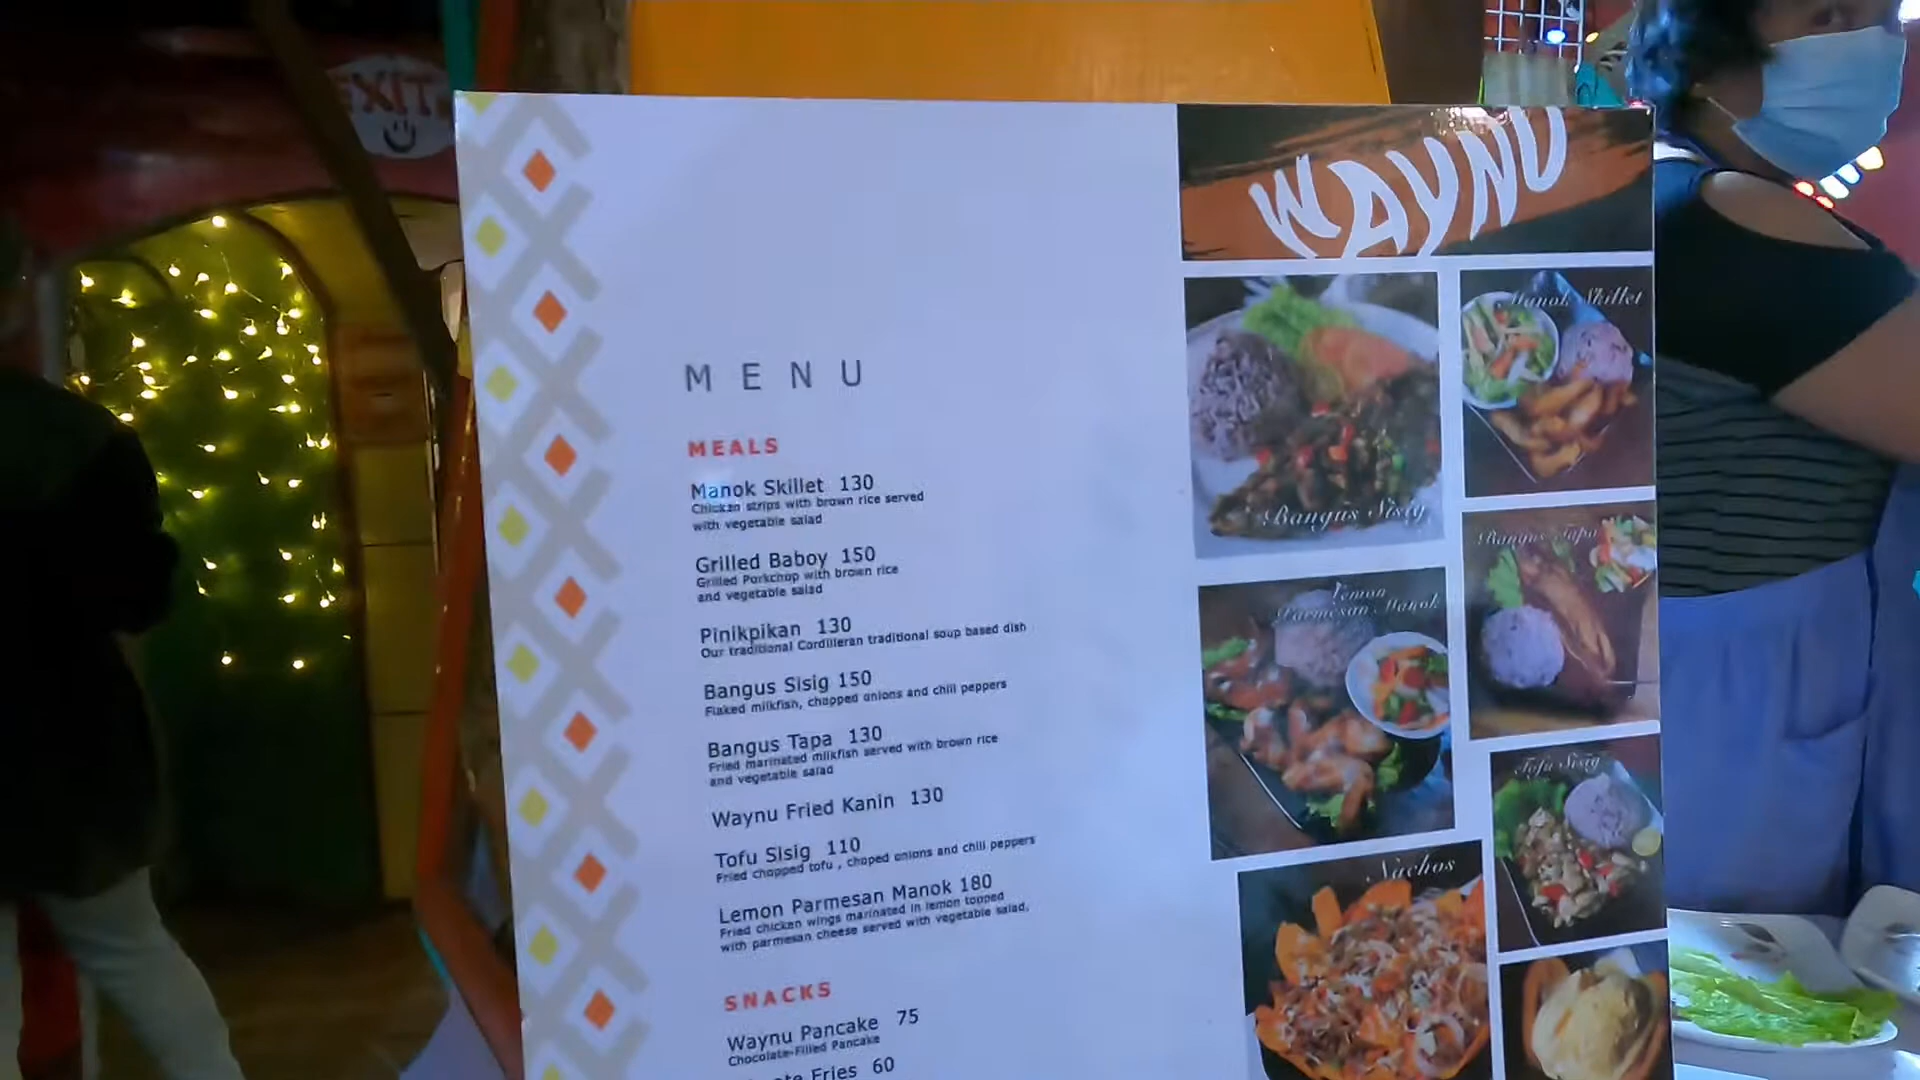 EXIT
WAYNU
MENU
MEALS
Manok Skillet 130
Chickan strips with brown rice served
with vegetable salad
Grilled Baboy 150
Grilled Porkchop with brown rice
and vegetable salad
Pinikpikan 130
Our traditional Cordilleran traditional soup based dish
Bangus Sisig 150
Flaked milkfish, chopped onions and chili peppers
Bangus Tapa 130
Fried marinated milkfish served with brown rice
and vegetable salad
Waynu Fried Kanin 130
Tofu Sisig 110
Fried chopped tofu , choped onions and chili peppers
Lemon Parmesan Manok 180
Fried chicken wings marinated in lemon topped
with parmesan cheese served with vegetable salad.
SNACKS
Waynu Pancake 75
Chocolate-Filled Pancake
Fries 60
Bangus Sisig
Manok Skillet
Lemon
Parmesan Manok
Bangus Tapa
Tofu Sisig
Nachos